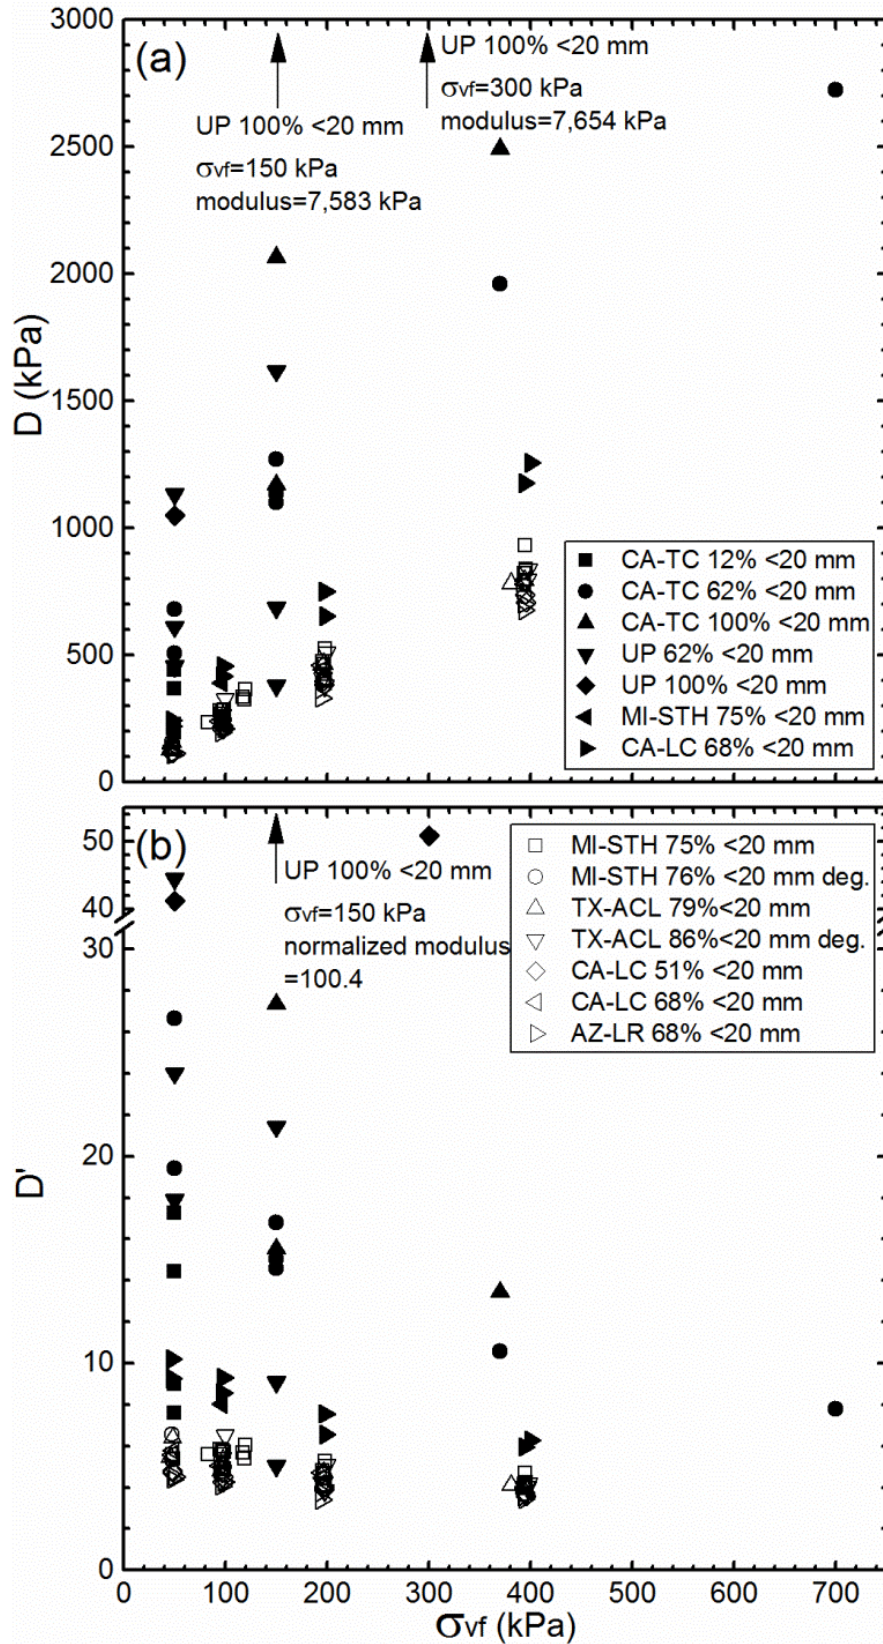 3000
(a)
UP 100% <20 mm
σvf=300 kPa
modulus=7,654 kPa
UP 100% <20 mm
σvf=150 kPa
modulus=7,583 kPa
2500
2000
1500
1000
500
0
D (kPa)
CA-TC 12% <20 mm
CA-TC 62% <20 mm
CA-TC 100% <20 mm
UP 62% <20 mm
UP 100% <20 mm
MI-STH 75% <20 mm
CA-LC 68% <20 mm
(b)
UP 100% <20 mm
σvf=150 kPa
normalized modulus
=100.4
50
40
30
20
10
0
D'
MI-STH 75% <20 mm
MI-STH 76% <20 mm deg.
TX-ACL 79%<20 mm
TX-ACL 86%<20 mm deg.
CA-LC 51% <20 mm
CA-LC 68% <20 mm
AZ-LR 68% <20 mm
0 100 200 300 400 500 600 700
σvf (kPa)